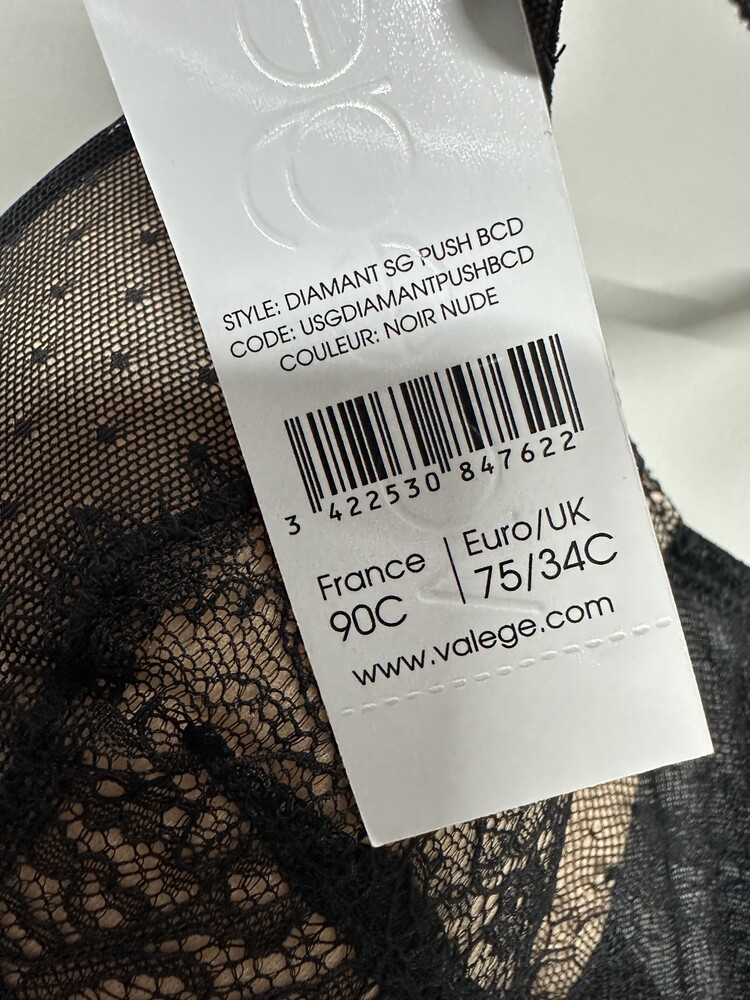 STYLE: DIAMANT SG PUSH BCD
CODE: USGDIAMANTPUSHBCD
COULEUR: NOIR NUDE
3 422530 847622
France
90C
Euro/UK
75/34C
www.valege.com